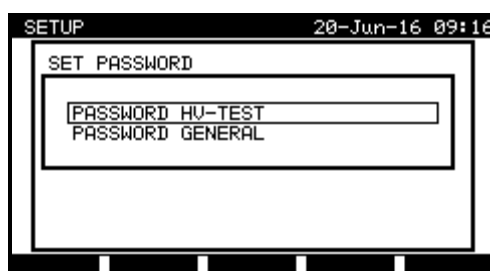 SETUP 20-Jun-16 09:16
SET PASSWORD
PASSWORD HV-TEST
PASSWORD GENERAL